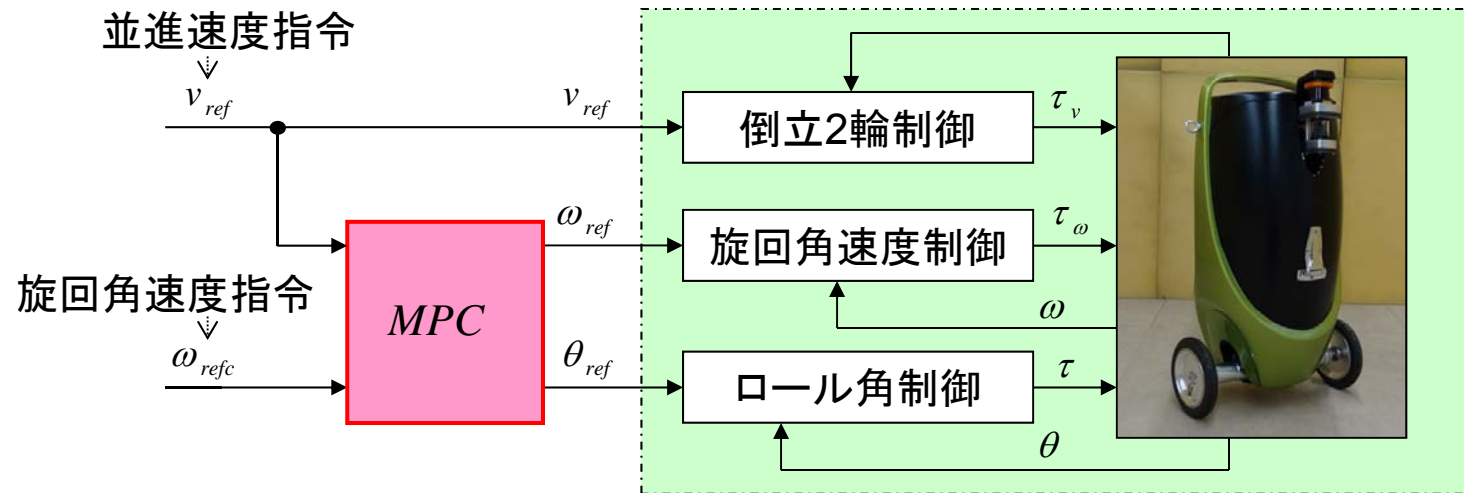 並進速度指令
v_ref
v_ref
倒立2輪制御
τ_v
旋回角速度指令
ω_refc
MPC
ω_ref
旋回角速度制御
τ_ω
ω
θ_ref
ロール角制御
τ
θ